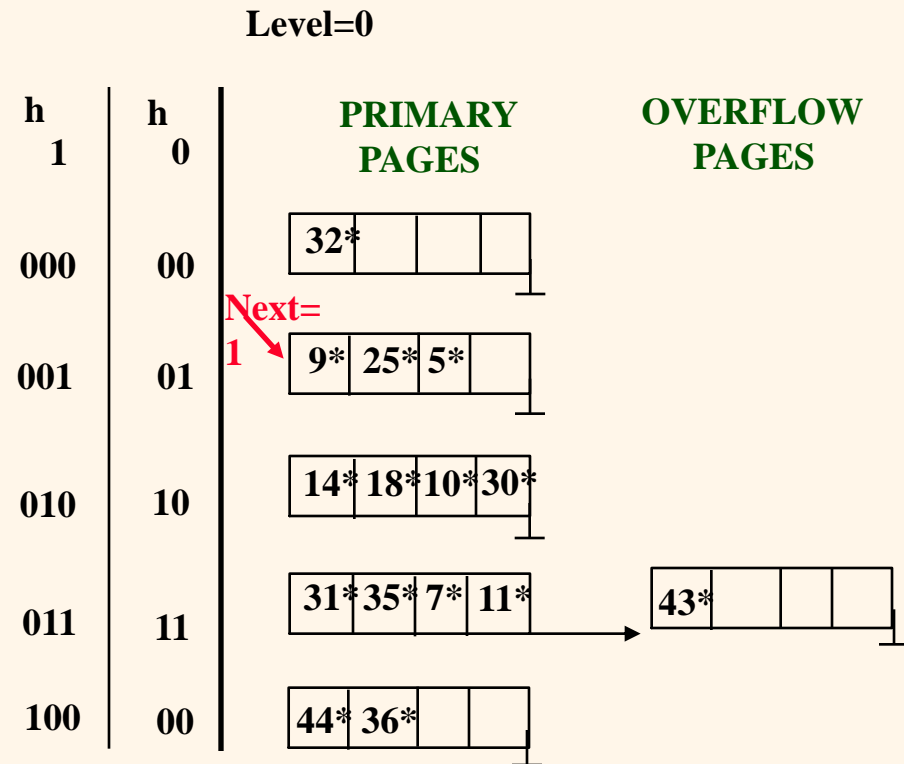 Level=0
h h PRIMARY OVERFLOW
1 0 PAGES PAGES
32*
000 00
Next=
1 9* 25* 5*
001 01
14* 18* 10* 30*
010 10
31* 35* 7* 11* 43*
011 11
100 00 44* 36*